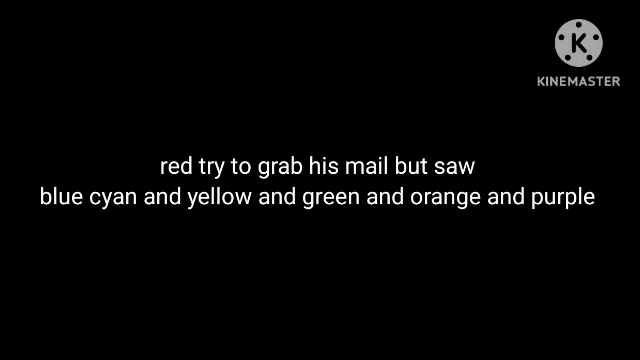 KINEMASTER
red try to grab his mail but saw
blue cyan and yellow and green and orange and purple